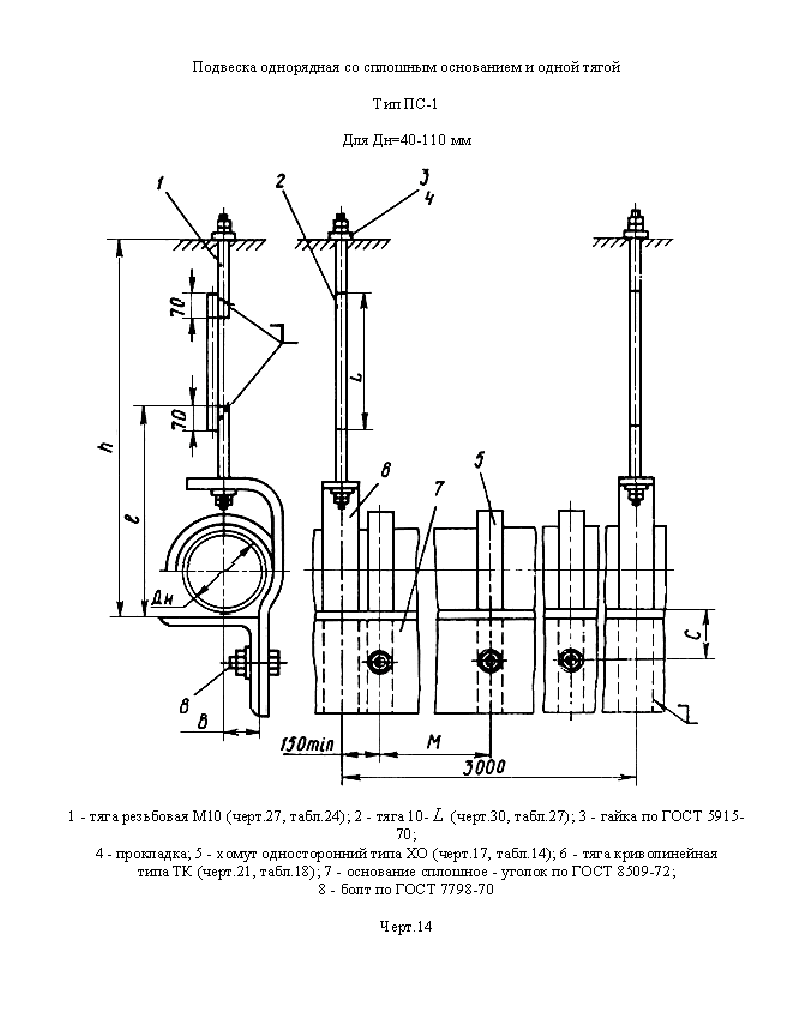 Подвеска однорядная со сплошным основанием и одной тягой
Тип ПС-1
Для Дн=40-110 мм
1
2
3
4
70
70
L
h
l
Дн
8
7
5
8
В
150min
М
3000
С
1 - тяга резьбовая М10 (черт.27, табл.24); 2 - тяга 10- L (черт.30, табл.27); 3 - гайка по ГОСТ 5915-
70;
4 - прокладка; 5 - хомут односторонний типа ХО (черт.17, табл.14); 6 - тяга криволинейная
типа ТК (черт.21, табл.18); 7 - основание сплошное - уголок по ГОСТ 8509-72;
8 - болт по ГОСТ 7798-70
Черт.14